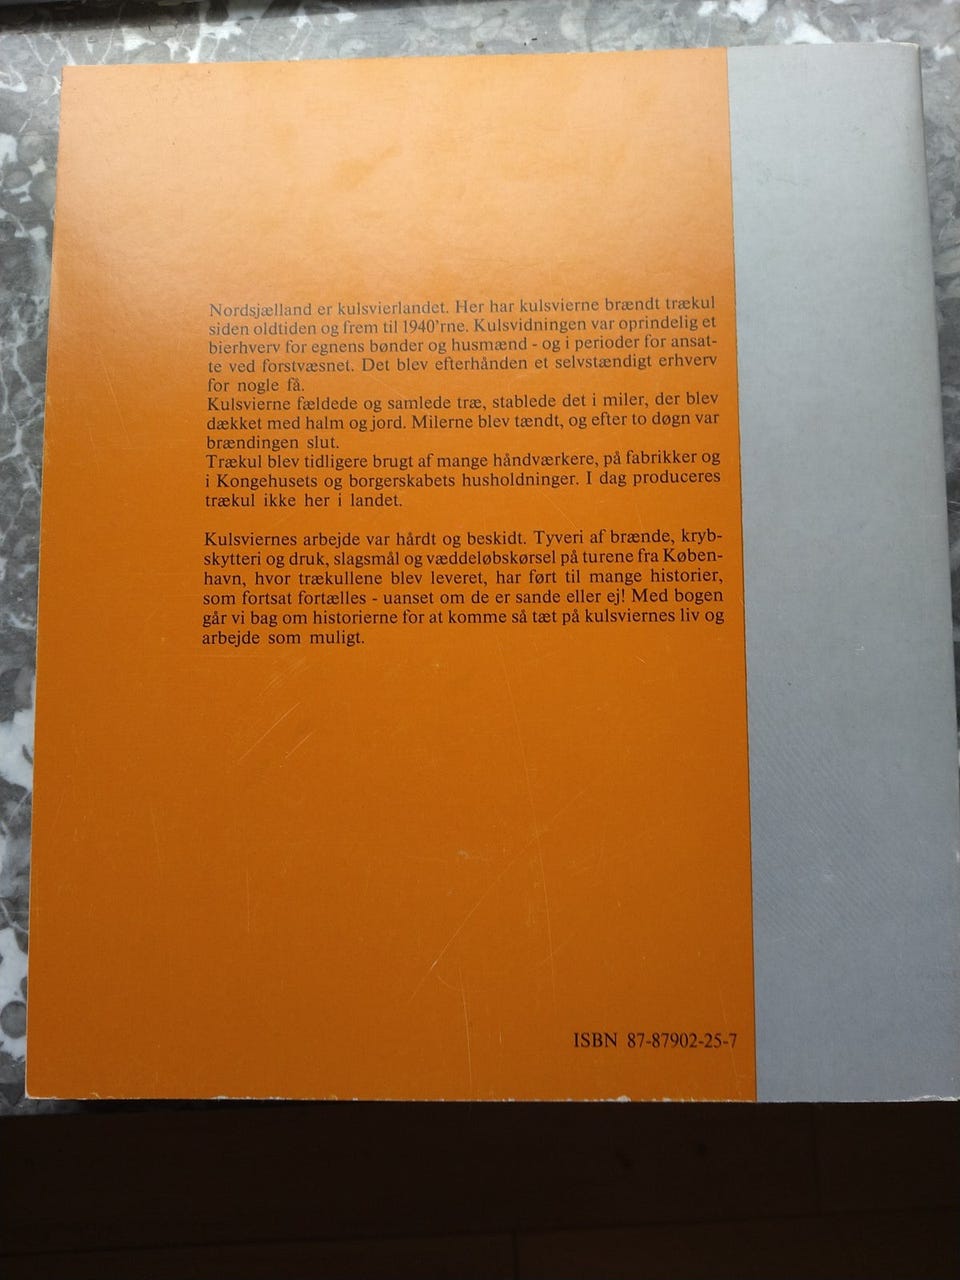 Nordsjælland er kulsvierlandet. Her har kulsvierne brændt trækul
siden oldtiden og frem til 1940'rne. Kulsvidningen var oprindelig et
bierhverv for egnens bønder og husmænd - og i perioder for ansat-
te ved forstvæsnet. Det blev efterhånden et selvstændigt erhverv
for nogle få.
Kulsvierne fældede og samlede træ, stablede det i miler, der blev
dækket med halm og jord. Milerne blev tændt, og efter to døgn var
brændingen slut.
Trækul blev tidligere brugt af mange håndværkere, på fabrikker og
i Kongehusets og borgerskabets husholdninger. I dag produceres
trækul ikke her i landet.
Kulsviernes arbejde var hårdt og beskidt. Tyveri af brænde, kryb-
skytteri og druk, slagsmål og væddeløbskørsel på turene fra Køben-
havn, hvor trækullene blev leveret, har ført til mange historier,
som fortsat fortælles - uanset om de er sande eller ej! Med bogen
går vi bag om historierne for at komme så tæt på kulsviernes liv og
arbejde som muligt.
ISBN 87-87902-25-7